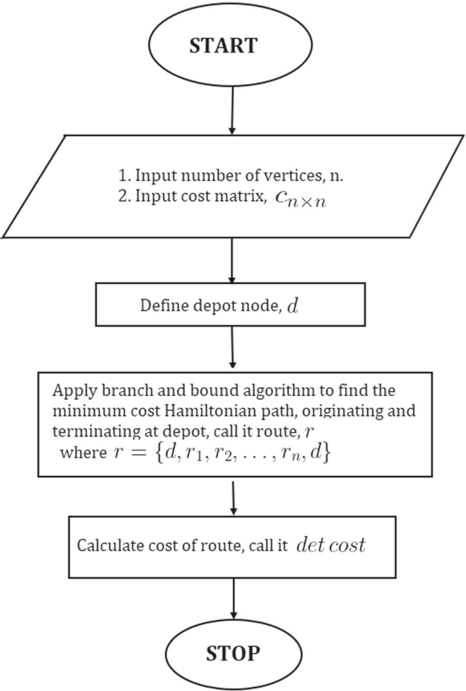 START
1. Input number of vertices, n.
2. Input cost matrix, $c_{n \times n}$
Define depot node, $d$
Apply branch and bound algorithm to find the
minimum cost Hamiltonian path, originating and
terminating at depot, call it route, $r$
where $r = \{d, r_1, r_2, \ldots, r_n, d\}$
Calculate cost of route, call it $det\,cost$
STOP